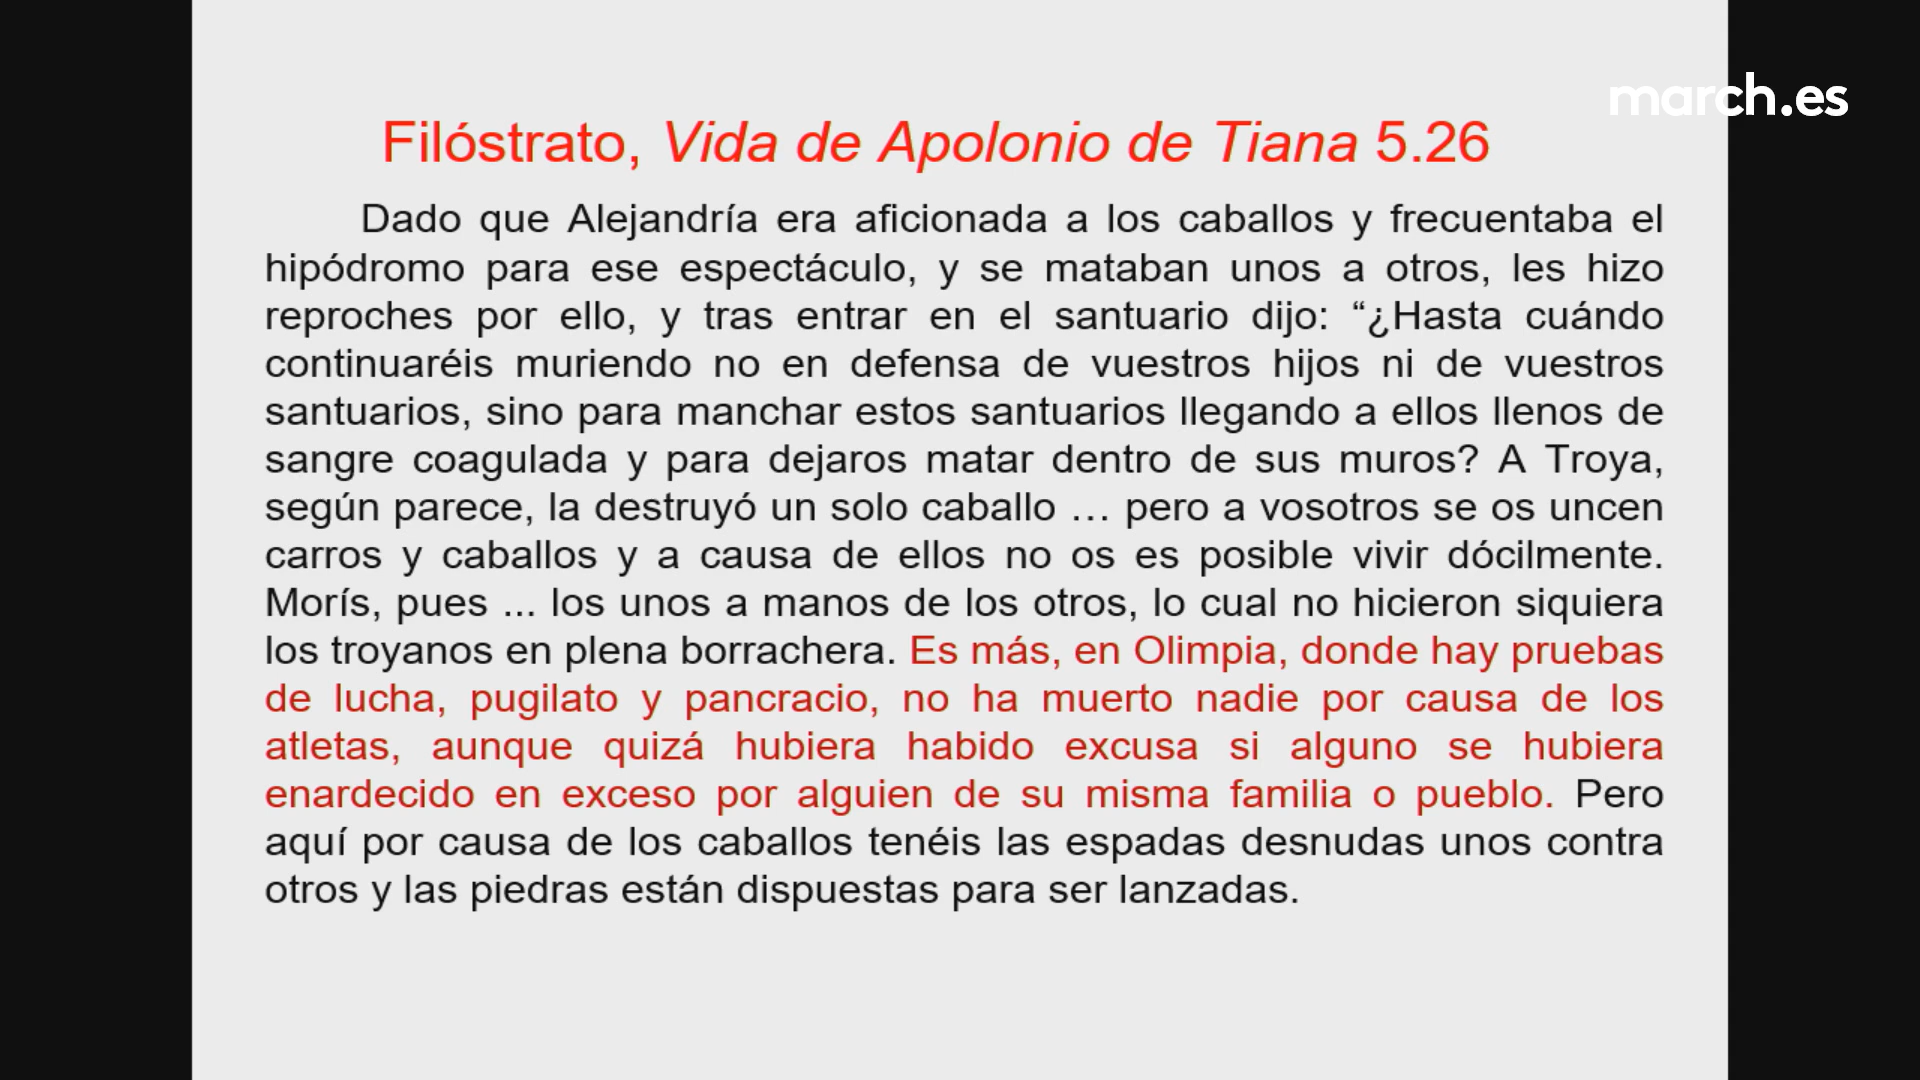 march.es
Filóstrato, Vida de Apolonio de Tiana 5.26
Dado que Alejandría era aficionada a los caballos y frecuentaba el
hipódromo para ese espectáculo, y se mataban unos a otros, les hizo
reproches por ello, y tras entrar en el santuario dijo: “¿Hasta cuándo
continuaréis muriendo no en defensa de vuestros hijos ni de vuestros
santuarios, sino para manchar estos santuarios llegando a ellos llenos de
sangre coagulada y para dejaros matar dentro de sus muros? A Troya,
según parece, la destruyó un solo caballo … pero a vosotros se os uncen
carros y caballos y a causa de ellos no os es posible vivir dócilmente.
Morís, pues ... los unos a manos de los otros, lo cual no hicieron siquiera
los troyanos en plena borrachera. Es más, en Olimpia, donde hay pruebas
de lucha, pugilato y pancracio, no ha muerto nadie por causa de los
atletas, aunque quizá hubiera habido excusa si alguno se hubiera
enardecido en exceso por alguien de su misma familia o pueblo. Pero
aquí por causa de los caballos tenéis las espadas desnudas unos contra
otros y las piedras están dispuestas para ser lanzadas.